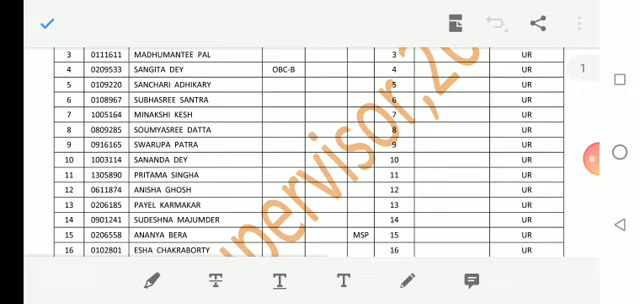 3 0111611 MADHUMANTEE PAL 3 UR
4 0209533 SANGITA DEY OBC-B 4 UR
5 0109220 SANCHARI ADHIKARY 5 UR
6 0108967 SUBHASREE SANTRA 6 UR
7 1005164 MINAKSHI KESH 7 UR
8 0809285 SOUMYASREE DATTA 8 UR
9 0916165 SWARUPA PATRA 9 UR
10 1003114 SANANDA DEY 10 UR
11 1305890 PRITAMA SINGHA 11 UR
12 0611874 ANISHA GHOSH 12 UR
13 0206185 PAYEL KARMAKAR 13 UR
14 0901241 SUDESHNA MAJUMDER 14 UR
15 0206558 ANANYA BERA MSP 15 UR
16 0102801 ESHA CHAKRABORTY 16 UR
1
T T T